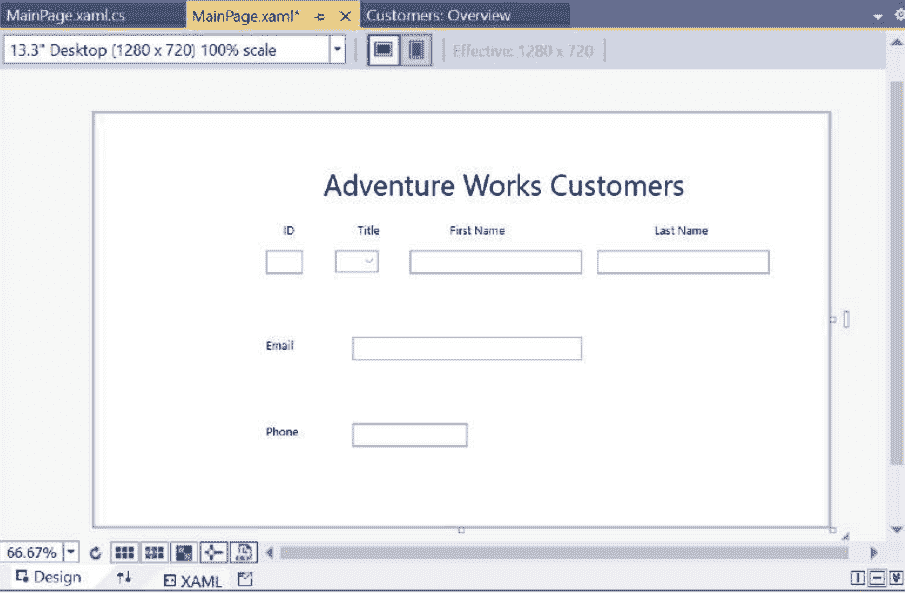 MainPage.xaml.cs MainPage.xaml* Customers: Overview
13.3" Desktop (1280 x 720) 100% scale Effective: 1280 x 720
Adventure Works Customers
ID Title First Name Last Name
Email
Phone
66.67%
Design XAML